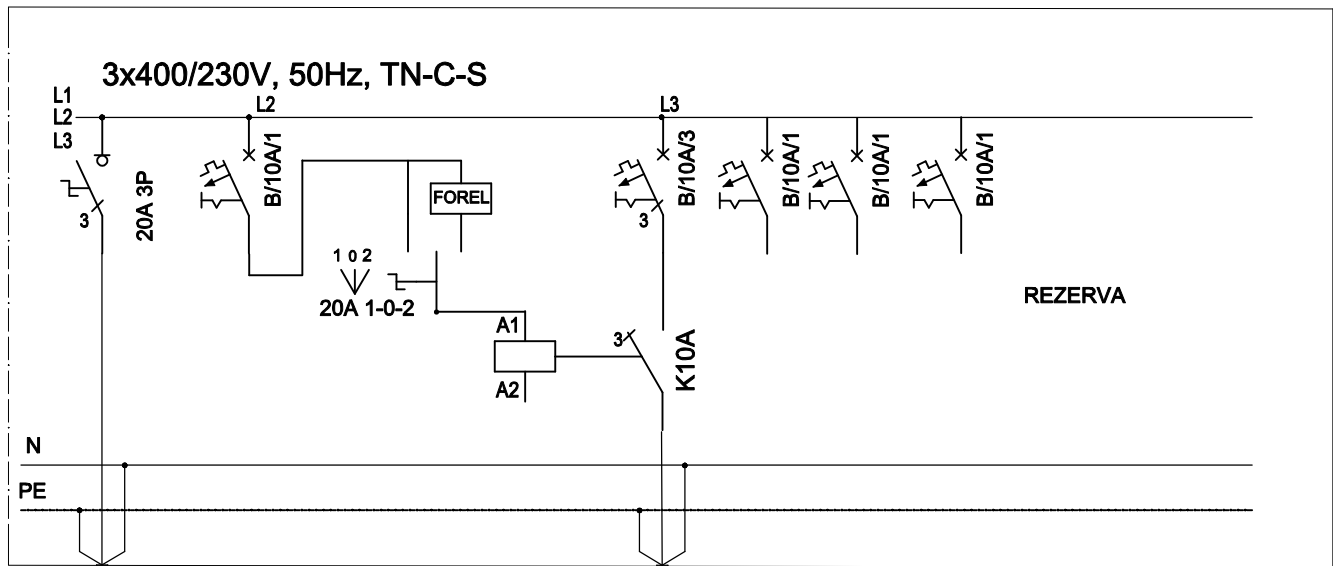 3x400/230V, 50Hz, TN-C-S
L1
L2
L3
L2
L3
20A 3P
3
B/10A/1
FOREL
1 0 2
20A 1-0-2
A1
A2
B/10A/3
3
3
K10A
B/10A/1
B/10A/1
B/10A/1
REZERVA
N
PE